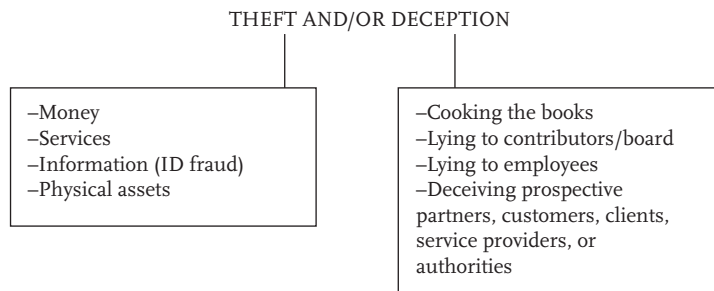 THEFT AND/OR DECEPTION
–Money
–Services
–Information (ID fraud)
–Physical assets
–Cooking the books
–Lying to contributors/board
–Lying to employees
–Deceiving prospective
partners, customers, clients,
service providers, or
authorities